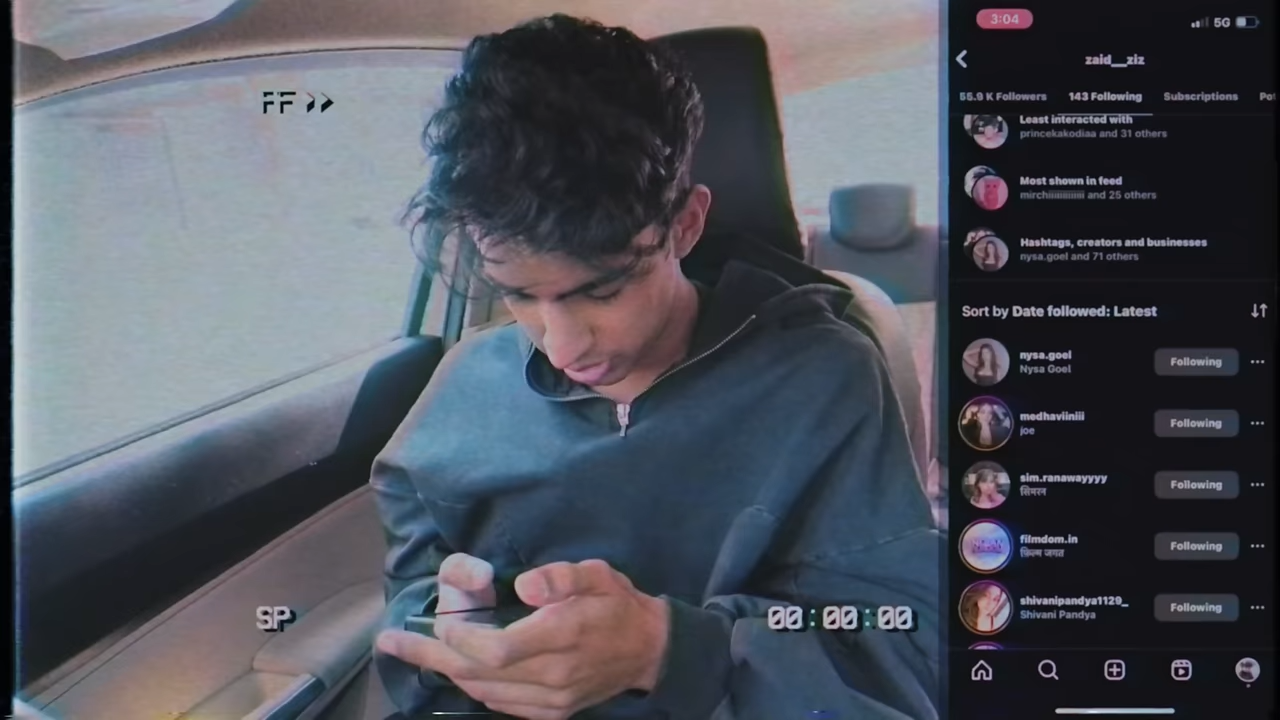 FF
SP
00:00:00
3:04
5G
zaid__ziz
55.9 K Followers 143 Following Subscriptions
Least interacted with
princekakodiaa and 31 others
Most shown in feed
and 25 others
Hashtags, creators and businesses
nysa.goel and 71 others
Sort by Date followed: Latest
nysa.goel
Nysa Goel
Following
medhaviiniii
joe
Following
sim.ranawayyyy
सिमरन
Following
filmdom.in
फ़िल्म जगत
Following
shivanipandya1129_
Shivani Pandya
Following